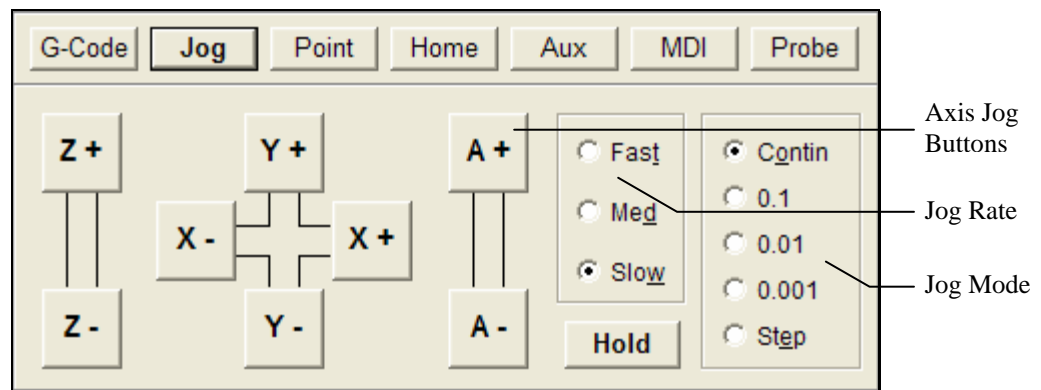 G-Code Jog Point Home Aux MDI Probe
Z + Y + A +
X - X +
Z - Y - A -
Fast
Med
Slow
Hold
Contin
0.1
0.01
0.001
Step
Axis Jog
Buttons
Jog Rate
Jog Mode